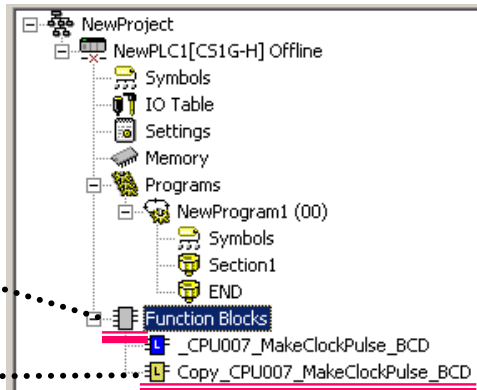 NewProject
NewPLC1[CS1G-H] Offline
Symbols
IO Table
Settings
Memory
Programs
NewProgram1 (00)
Symbols
Section1
END
Function Blocks
L _CPU007_MakeClockPulse_BCD
L Copy_CPU007_MakeClockPulse_BCD